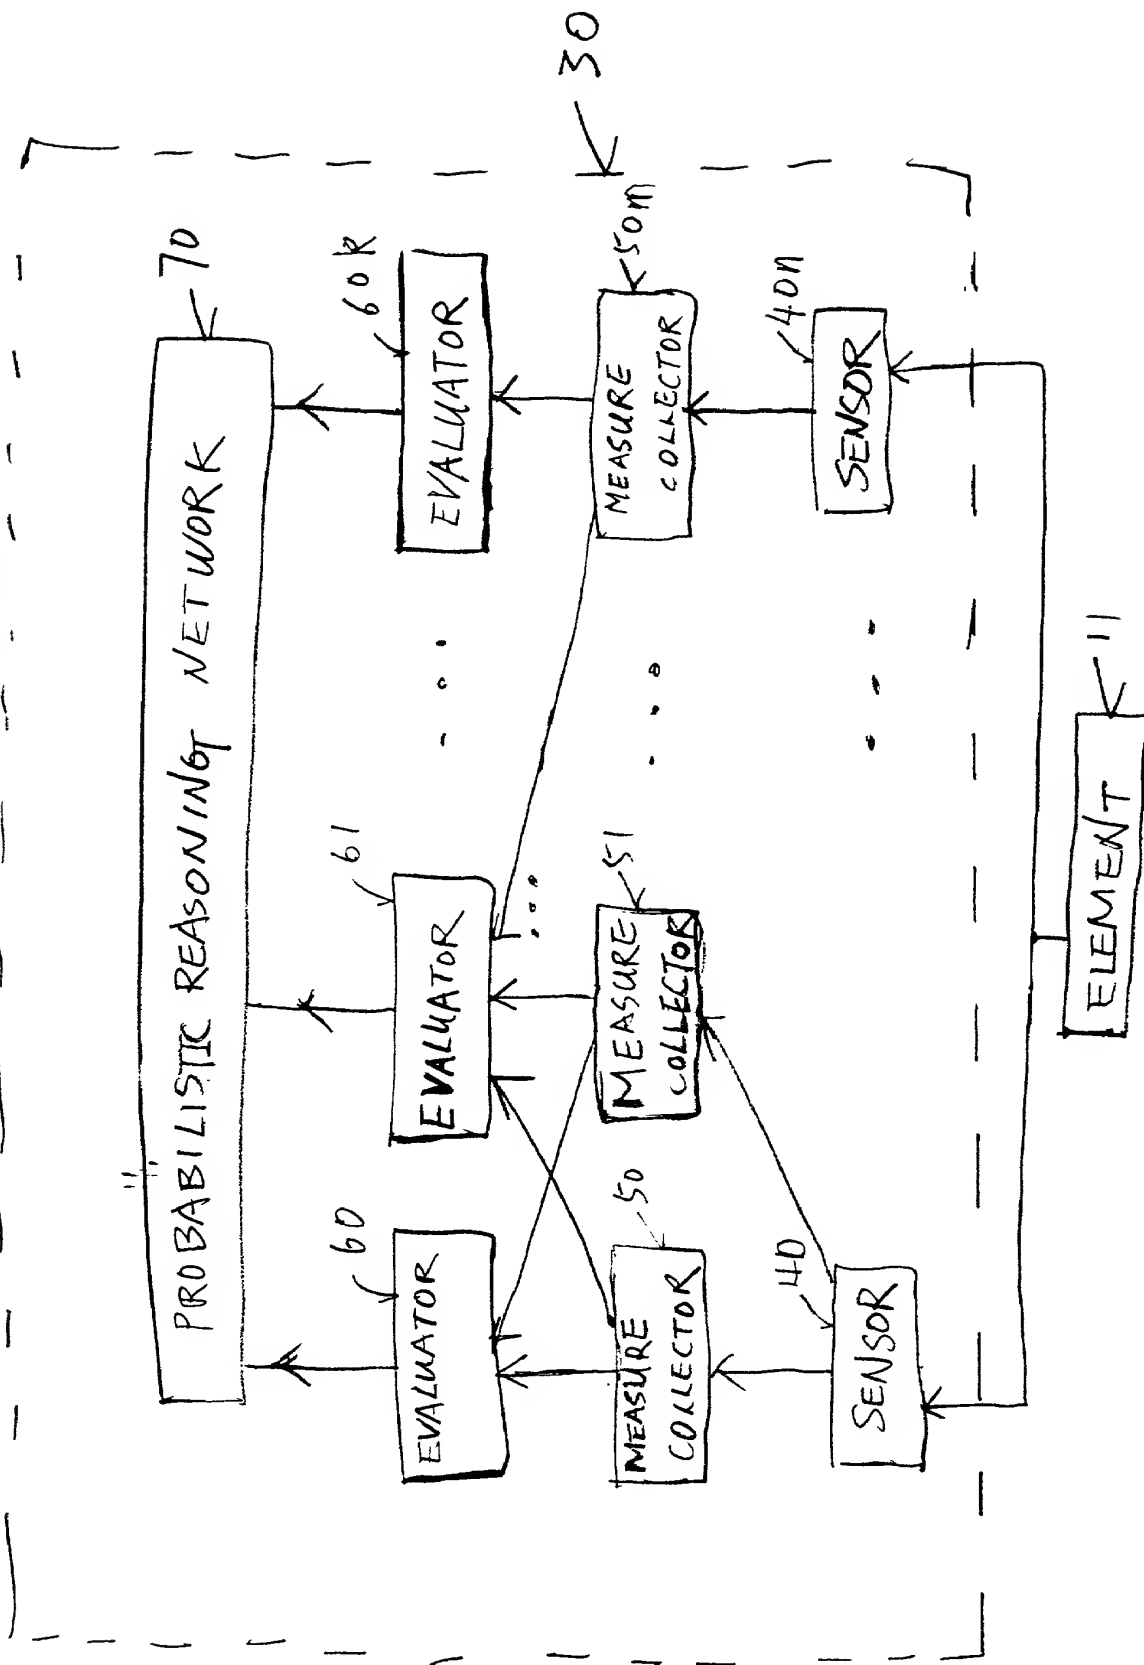 30
70
PROBABILISTIC REASONING NETWORK
60
61
60k
EVALUATOR
EVALUATOR
...
EVALUATOR
...
50
51
50m
MEASURE
COLLECTOR
MEASURE
COLLECTOR
...
MEASURE
COLLECTOR
40
40n
SENSOR
...
SENSOR
ELEMENT
11